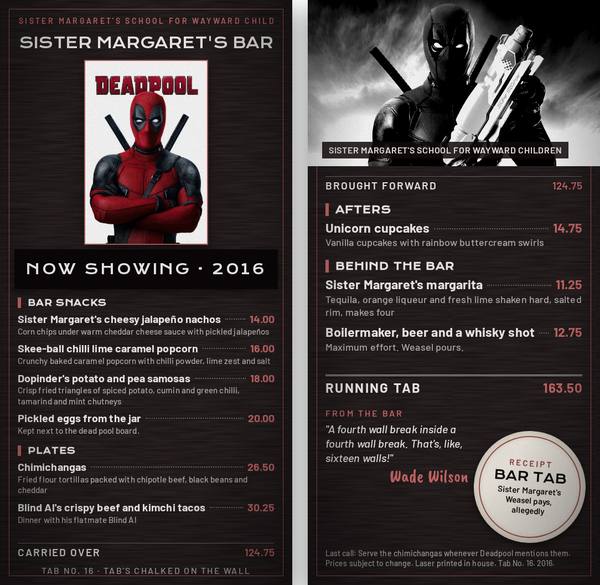 SISTER MARGARET'S SCHOOL FOR WAYWARD CHILD
SISTER MARGARET'S BAR
DEADPOOL
NOW SHOWING · 2016
BAR SNACKS
Sister Margaret's cheesy jalapeño nachos 14.00
Corn chips under warm cheddar cheese sauce with pickled jalapeños
Skee-ball chilli lime caramel popcorn 16.00
Crunchy baked caramel popcorn with chilli powder, lime zest and salt
Dopinder's potato and pea samosas 18.00
Crisp fried triangles of spiced potato, cumin and green chilli,
tamarind and mint chutneys
Pickled eggs from the jar 20.00
Kept next to the dead pool board.
PLATES
Chimichangas 26.50
Fried flour tortillas packed with chipotle beef, black beans and
cheddar
Blind Al's crispy beef and kimchi tacos 30.25
Dinner with his flatmate Blind Al
CARRIED OVER 124.75
TAB NO. 16 · TAB'S CHALKED ON THE WALL
SISTER MARGARET'S SCHOOL FOR WAYWARD CHILDREN
BROUGHT FORWARD 124.75
AFTERS
Unicorn cupcakes 14.75
Vanilla cupcakes with rainbow buttercream swirls
BEHIND THE BAR
Sister Margaret's margarita 11.25
Tequila, orange liqueur and fresh lime shaken hard, salted
rim, makes four
Boilermaker, beer and a whisky shot 12.75
Maximum effort. Weasel pours.
RUNNING TAB 163.50
FROM THE BAR
"A fourth wall break inside a
fourth wall break. That's, like,
sixteen walls!"
Wade Wilson
RECEIPT
BAR TAB
Sister Margaret's
Weasel pays,
allegedly
Last call: Serve the chimichangas whenever Deadpool mentions them.
Prices subject to change. Laser printed in house. Tab No. 16. 2016.